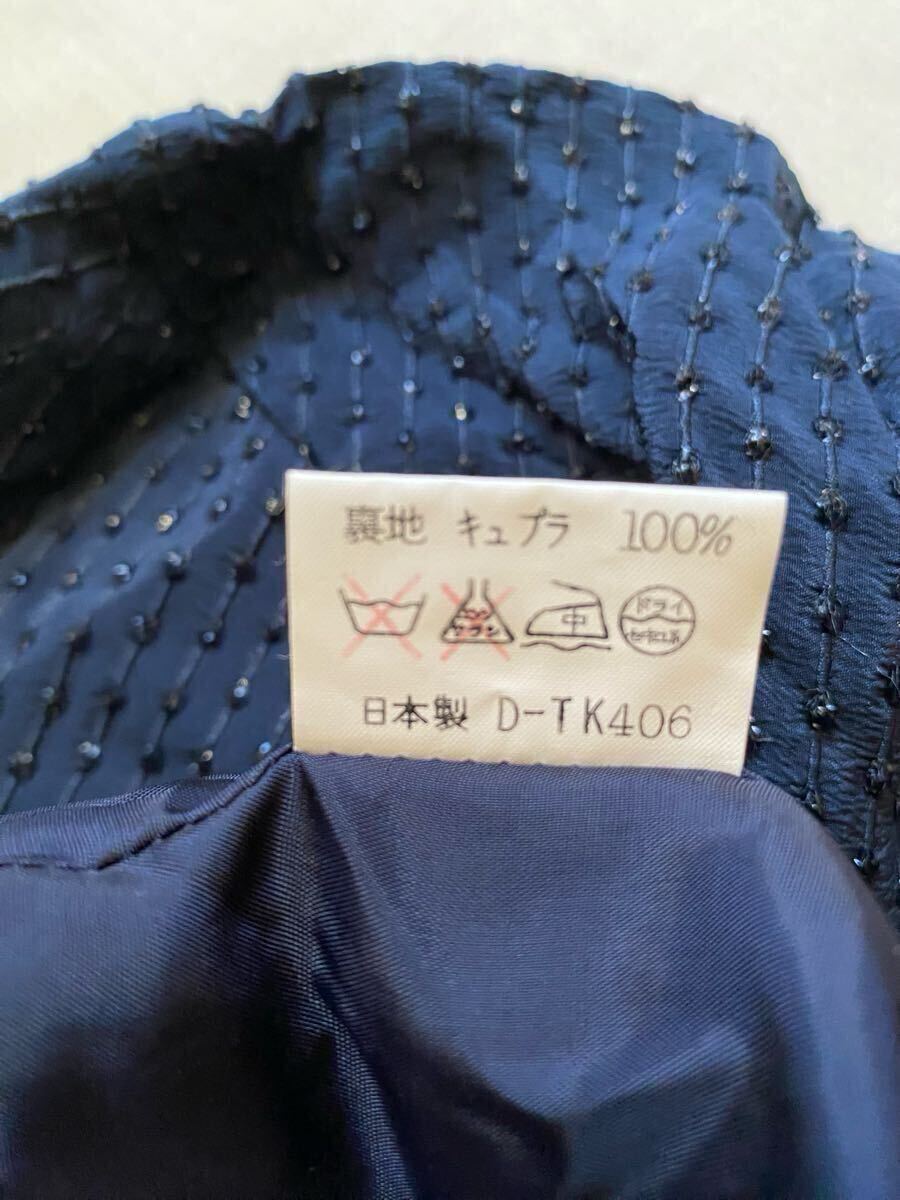 裏地 キュプラ 100%
エンソ サラシ 中 ドライ セキユ系
日本製 D-TK406